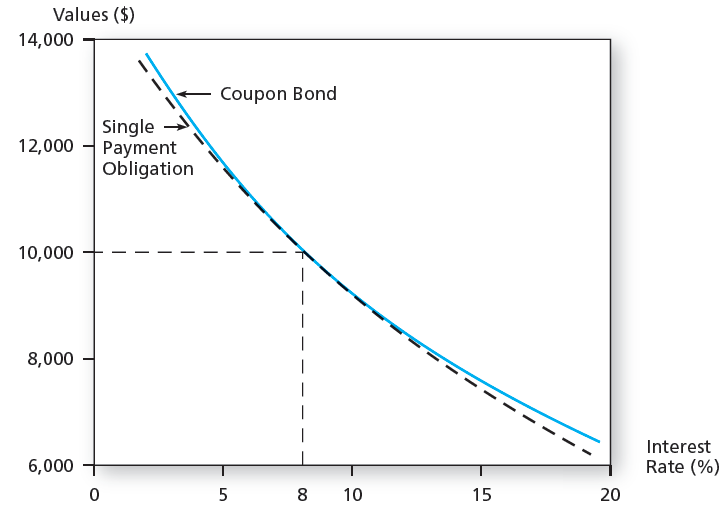 Values ($)
14,000
Coupon Bond
Single
12,000
Payment
Obligation
10,000
8,000
6,000
Interest
Rate (%)
0 5 8 10 15 20